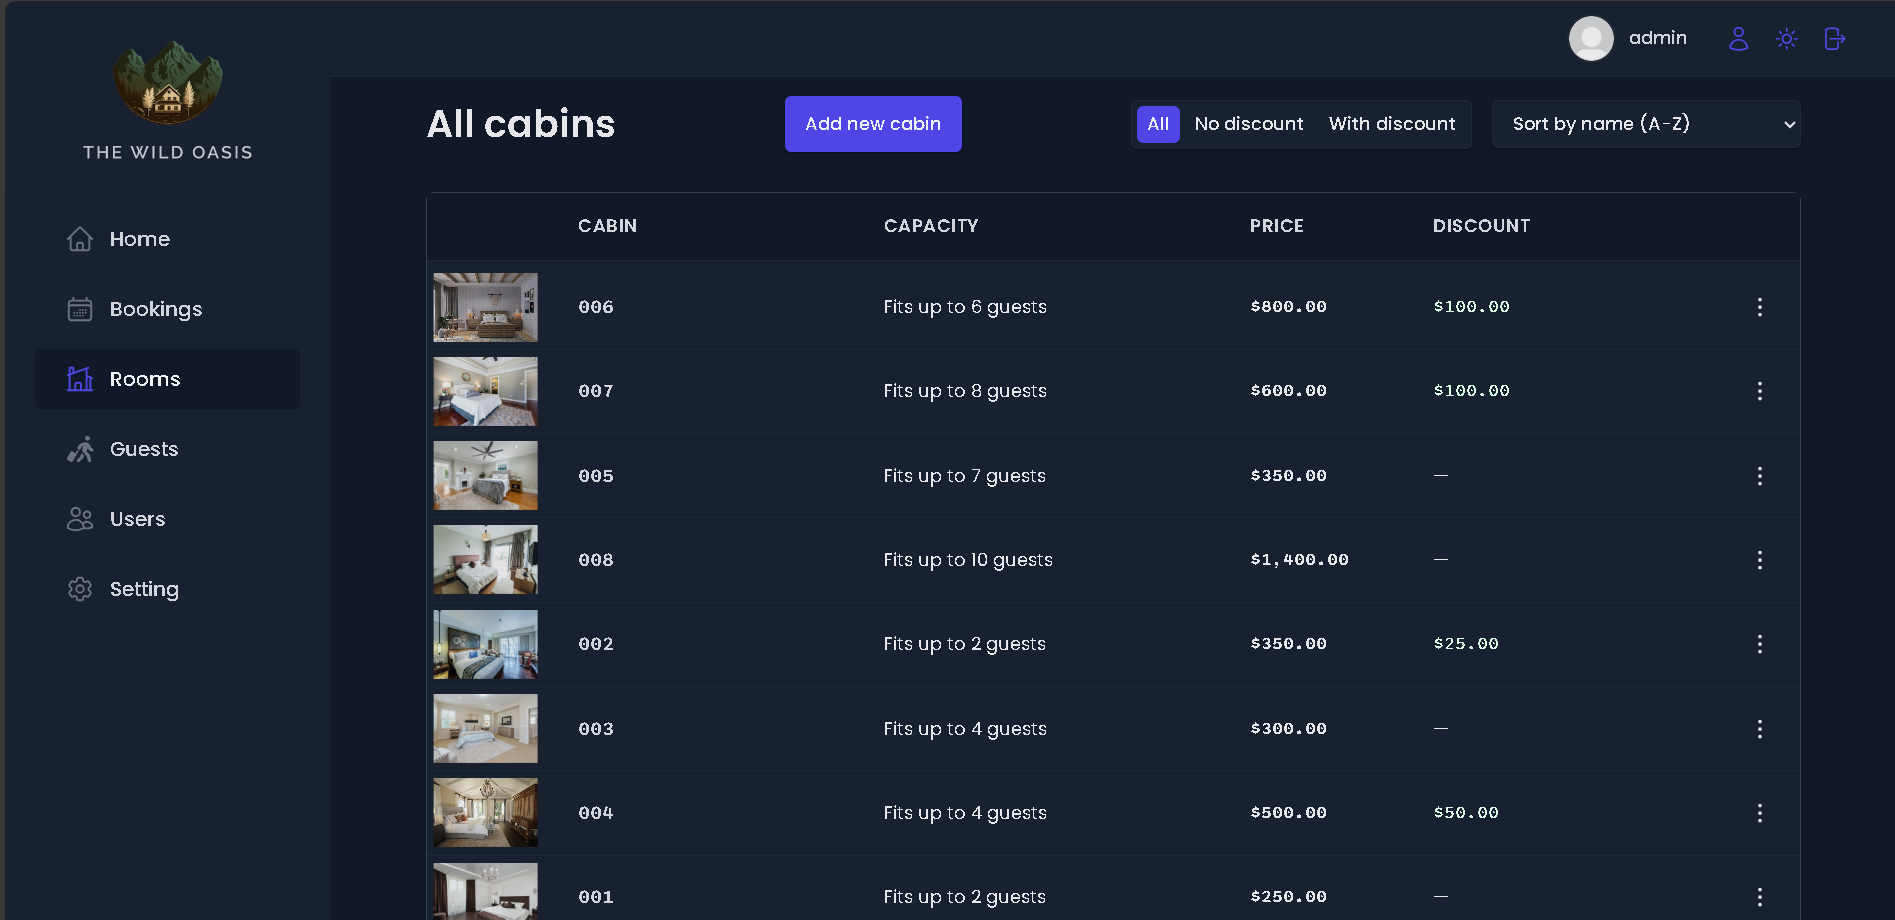 admin
THE WILD OASIS
Home
Bookings
Rooms
Guests
Users
Setting
All cabins
Add new cabin
All No discount With discount
Sort by name (A-Z)
CABIN CAPACITY PRICE DISCOUNT
006 Fits up to 6 guests $800.00 $100.00
007 Fits up to 8 guests $600.00 $100.00
005 Fits up to 7 guests $350.00 —
008 Fits up to 10 guests $1,400.00 —
002 Fits up to 2 guests $350.00 $25.00
003 Fits up to 4 guests $300.00 —
004 Fits up to 4 guests $500.00 $50.00
001 Fits up to 2 guests $250.00 —